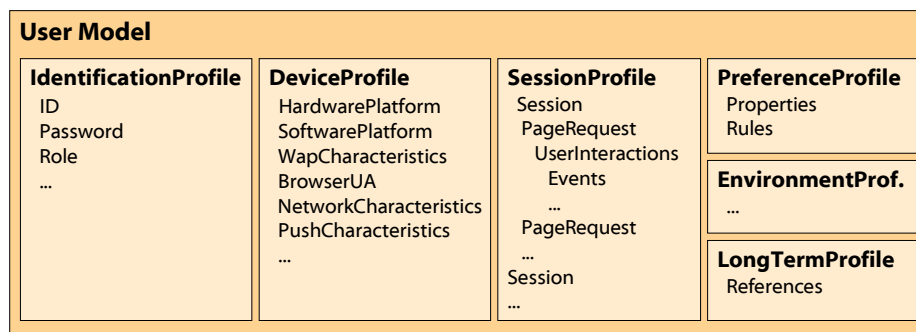 User Model
IdentificationProfile
ID
Password
Role
...
DeviceProfile
HardwarePlatform
SoftwarePlatform
WapCharacteristics
BrowserUA
NetworkCharacteristics
PushCharacteristics
...
SessionProfile
Session
PageRequest
UserInteractions
Events
...
PageRequest
...
Session
...
PreferenceProfile
Properties
Rules
EnvironmentProf.
...
LongTermProfile
References